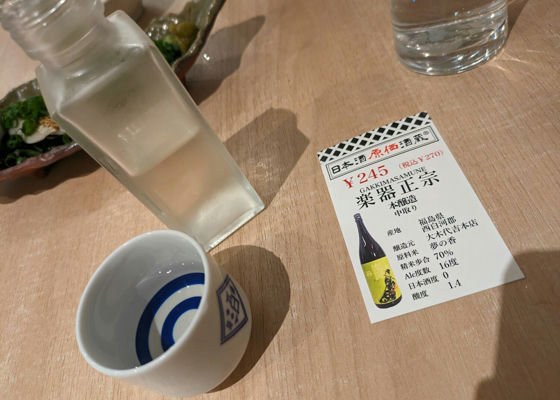 日本酒原価酒蔵®
￥245 (税込￥270)
GAKKIMASAMUNE
楽器正宗
本醸造
中取り
産地 福島県
西白河郡
醸造元 大木代吉本店
原料米 夢の香
精米歩合 70%
Alc度数 16度
日本酒度 0
酸度 1.4